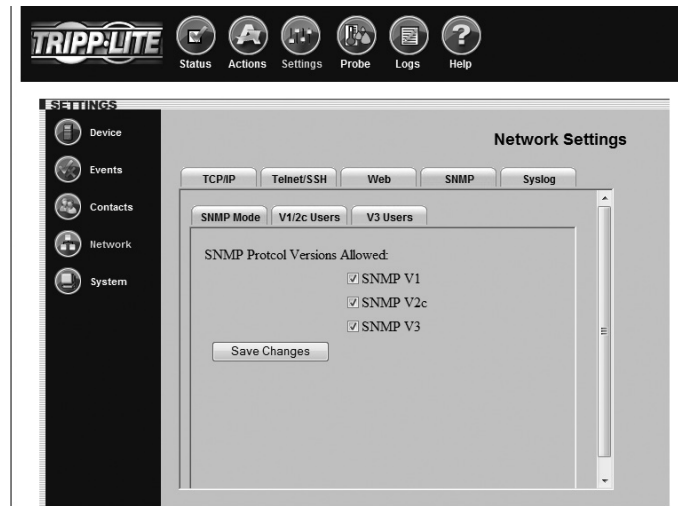 TRIPP·LITE
Status Actions Settings Probe Logs Help
SETTINGS
Device
Events
Contacts
Network
System
Network Settings
TCP/IP Telnet/SSH Web SNMP Syslog
SNMP Mode V1/2c Users V3 Users
SNMP Protcol Versions Allowed:
SNMP V1
SNMP V2c
SNMP V3
Save Changes